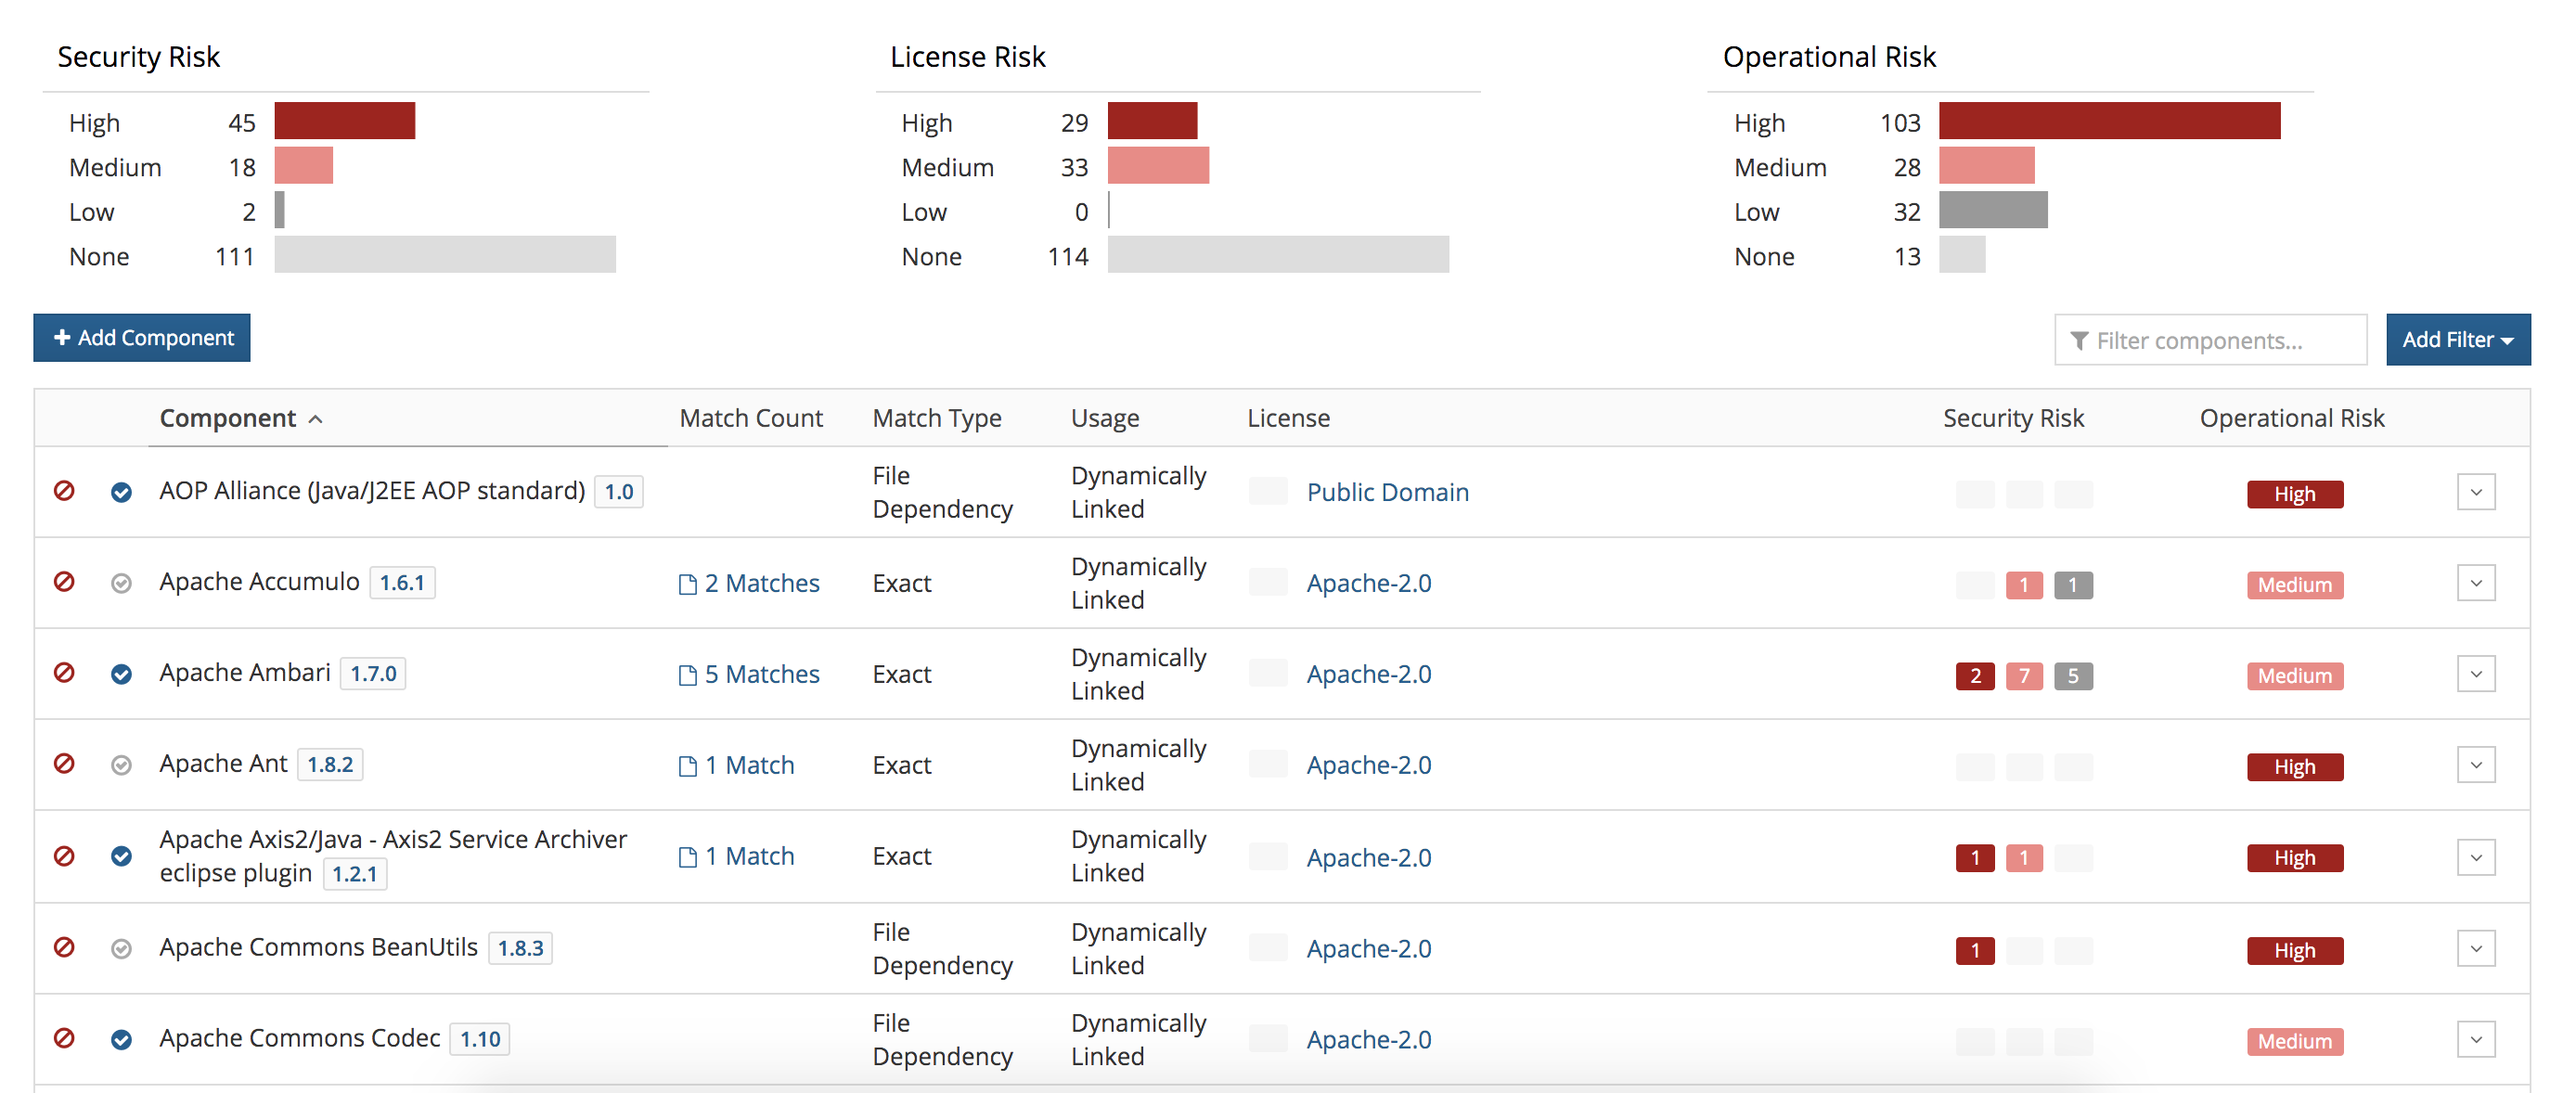 Security Risk
High 45
Medium 18
Low 2
None 111
License Risk
High 29
Medium 33
Low 0
None 114
Operational Risk
High 103
Medium 28
Low 32
None 13
+ Add Component
Filter components...
Add Filter
Component Match Count Match Type Usage License Security Risk Operational Risk
AOP Alliance (Java/J2EE AOP standard) 1.0
File
Dependency
Dynamically
Linked
Public Domain
High
Apache Accumulo 1.6.1
2 Matches
Exact
Dynamically
Linked
Apache-2.0
1 1
Medium
Apache Ambari 1.7.0
5 Matches
Exact
Dynamically
Linked
Apache-2.0
2 7 5
Medium
Apache Ant 1.8.2
1 Match
Exact
Dynamically
Linked
Apache-2.0
High
Apache Axis2/Java - Axis2 Service Archiver
eclipse plugin 1.2.1
1 Match
Exact
Dynamically
Linked
Apache-2.0
1 1
High
Apache Commons BeanUtils 1.8.3
File
Dependency
Dynamically
Linked
Apache-2.0
1
High
Apache Commons Codec 1.10
File
Dependency
Dynamically
Linked
Apache-2.0
Medium